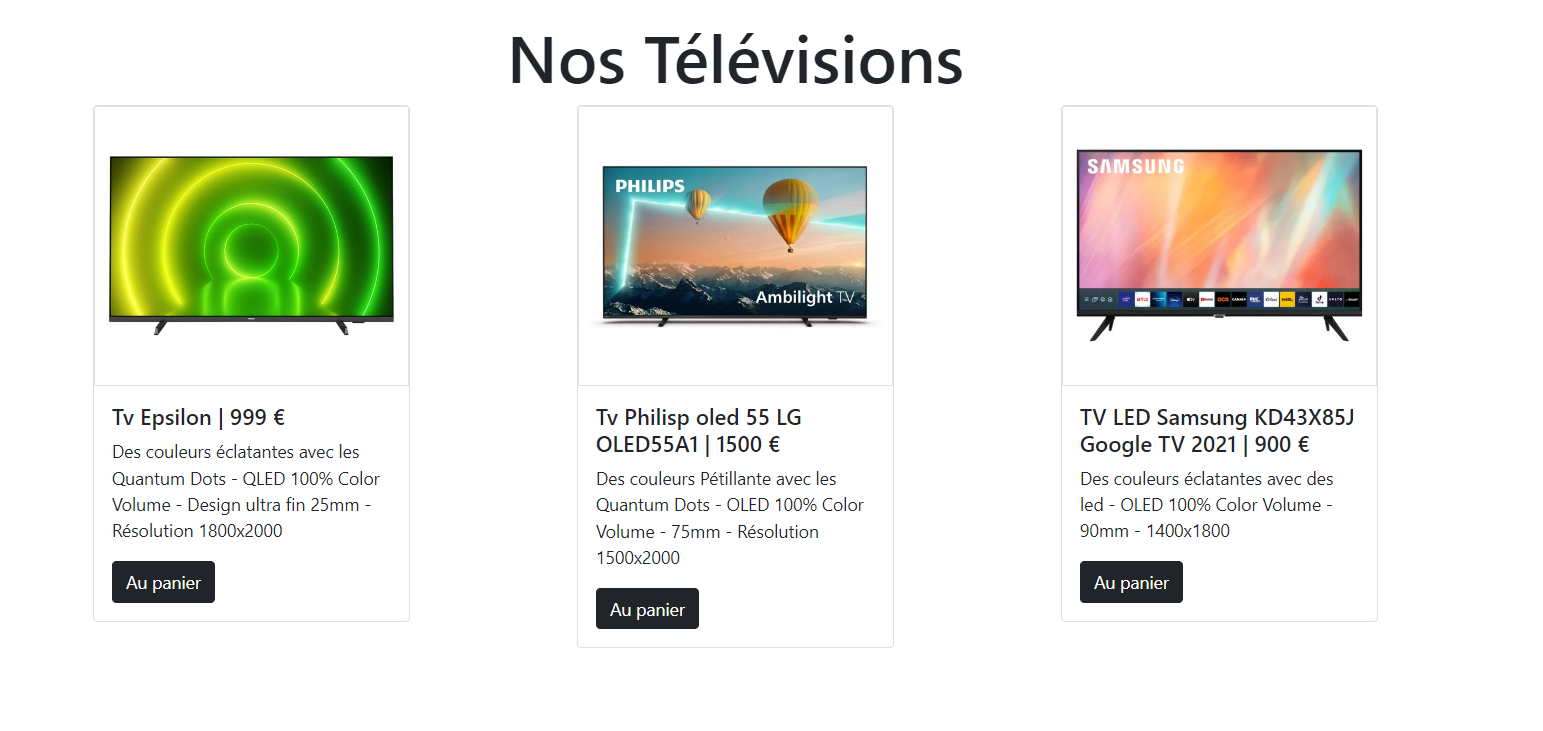 Nos Télévisions
PHILIPS
Ambilight TV
SAMSUNG
Tv Epsilon | 999 €
Des couleurs éclatantes avec les
Quantum Dots - QLED 100% Color
Volume - Design ultra fin 25mm -
Résolution 1800x2000
Au panier
Tv Philisp oled 55 LG
OLED55A1 | 1500 €
Des couleurs Pétillante avec les
Quantum Dots - OLED 100% Color
Volume - 75mm - Résolution
1500x2000
Au panier
TV LED Samsung KD43X85J
Google TV 2021 | 900 €
Des couleurs éclatantes avec des
led - OLED 100% Color Volume -
90mm - 1400x1800
Au panier